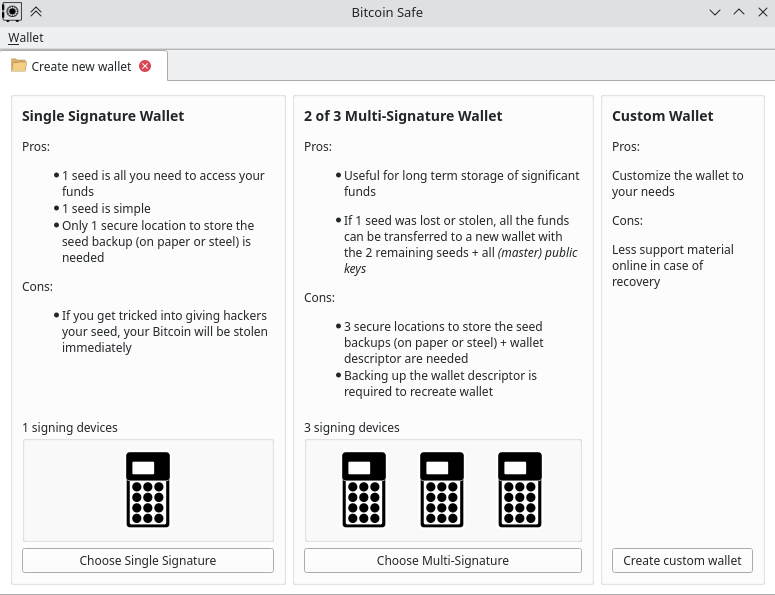 Bitcoin Safe
Wallet
Create new wallet
Single Signature Wallet
Pros:
1 seed is all you need to access your
funds
1 seed is simple
Only 1 secure location to store the
seed backup (on paper or steel) is
needed
Cons:
If you get tricked into giving hackers
your seed, your Bitcoin will be stolen
immediately
1 signing devices
Choose Single Signature
2 of 3 Multi-Signature Wallet
Pros:
Useful for long term storage of significant
funds
If 1 seed was lost or stolen, all the funds
can be transferred to a new wallet with
the 2 remaining seeds + all (master) public
keys
Cons:
3 secure locations to store the seed
backups (on paper or steel) + wallet
descriptor are needed
Backing up the wallet descriptor is
required to recreate wallet
3 signing devices
Choose Multi-Signature
Custom Wallet
Pros:
Customize the wallet to
your needs
Cons:
Less support material
online in case of
recovery
Create custom wallet